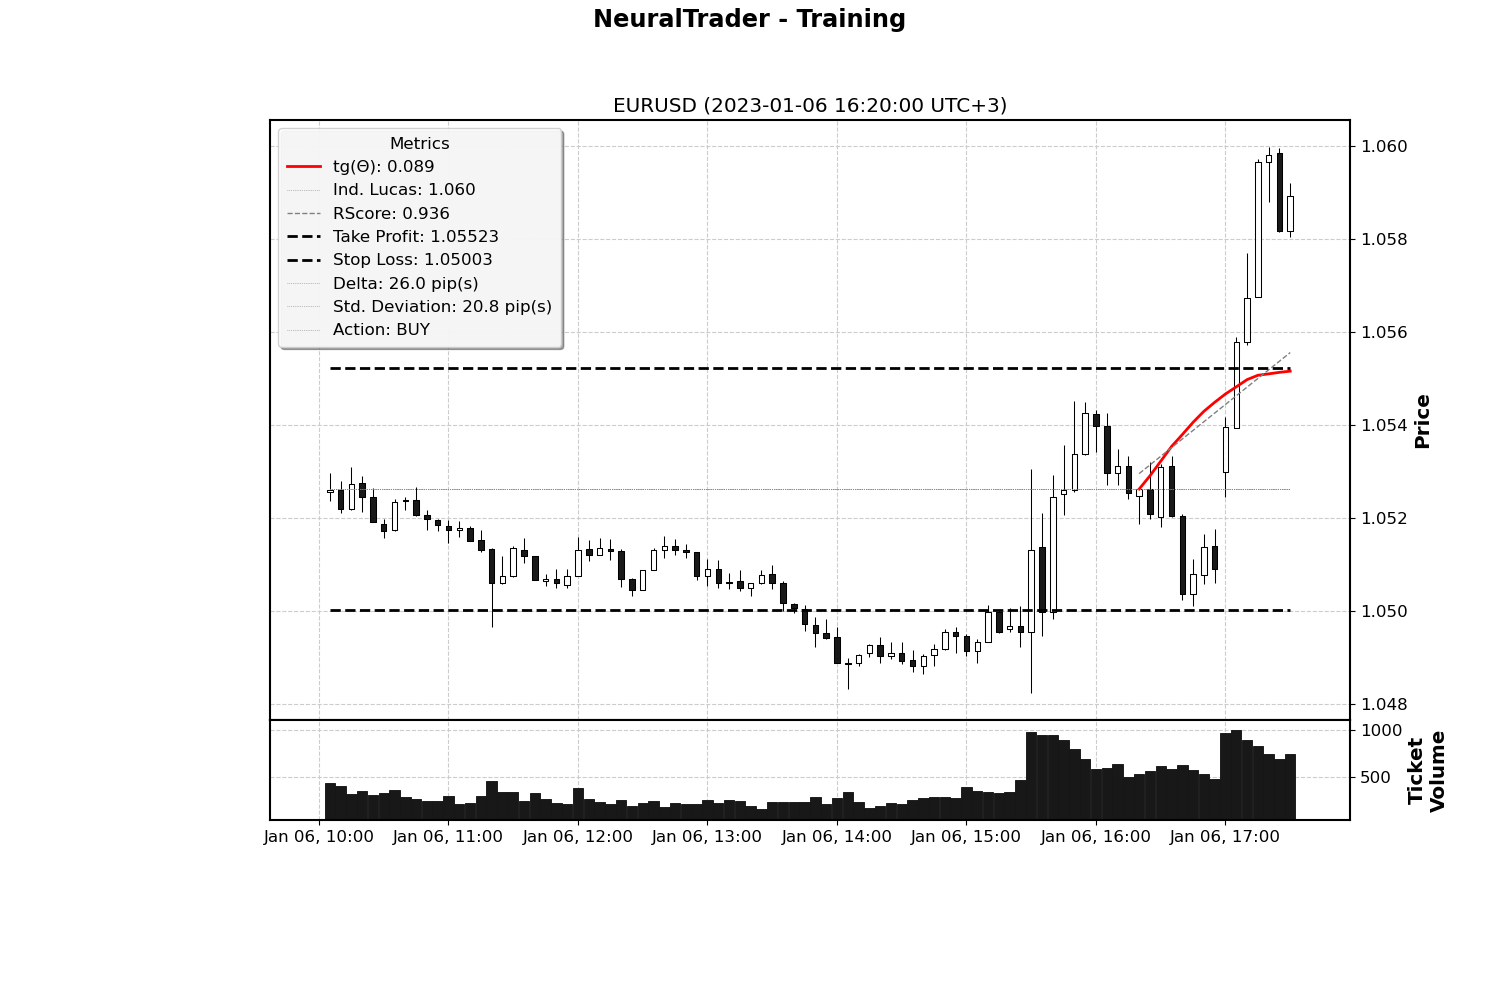 NeuralTrader - Training
EURUSD (2023-01-06 16:20:00 UTC+3)
Metrics
tg(Θ): 0.089
Ind. Lucas: 1.060
RScore: 0.936
Take Profit: 1.05523
Stop Loss: 1.05003
Delta: 26.0 pip(s)
Std. Deviation: 20.8 pip(s)
Action: BUY
1.060
1.058
1.056
1.054
1.052
1.050
1.048
Price
1000
500
Ticket
Volume
Jan 06, 10:00
Jan 06, 11:00
Jan 06, 12:00
Jan 06, 13:00
Jan 06, 14:00
Jan 06, 15:00
Jan 06, 16:00
Jan 06, 17:00